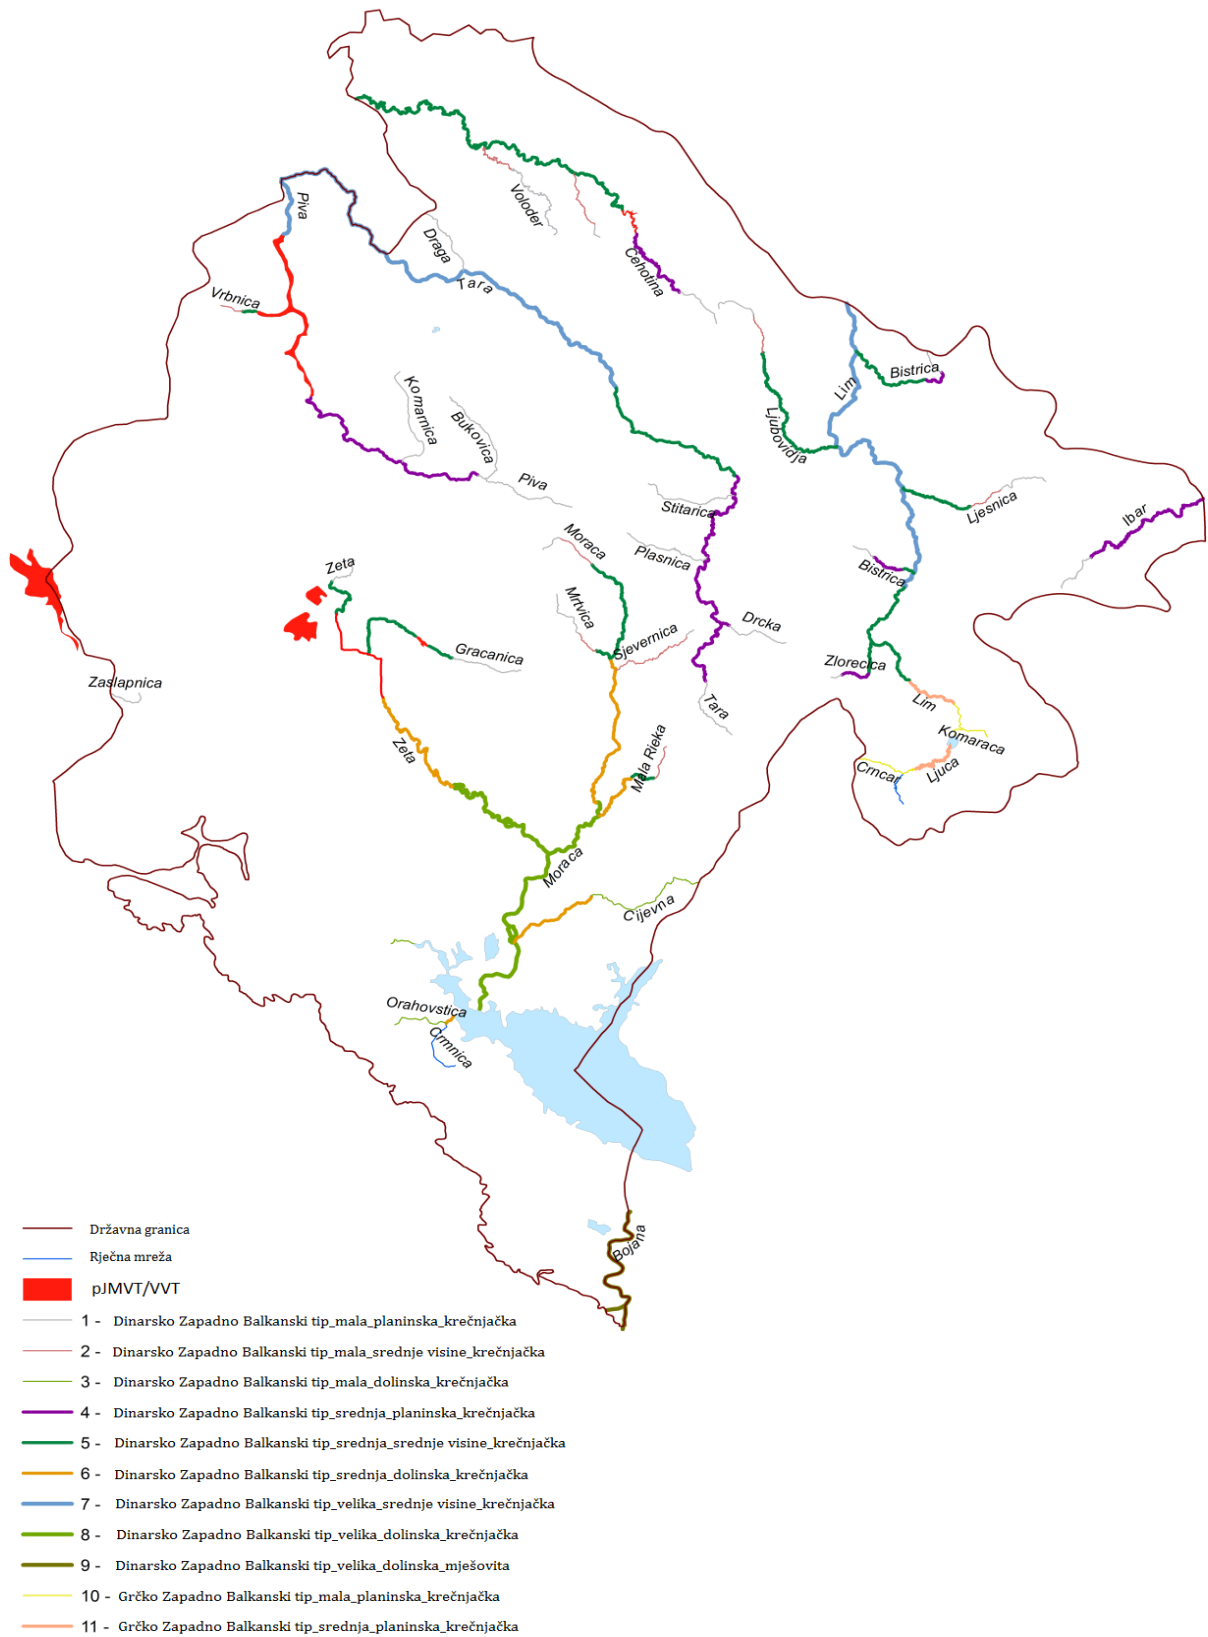 Piva
Voloder
Draga
Tara
Cehotina
Vrbnica
Komarnica
Bukovica
Piva
Lim
Bistrica
Ljubovidja
Stitarica
Ljesnica
Ibar
Moraca
Plasnica
Bistrica
Zeta
Mrtvica
Sjevernica
Drcka
Gracanica
Zlorecica
Zaslapnica
Tara
Lim
Komaraca
Zeta
Mala Rieka
Crncar
Ljuca
Moraca
Cijevna
Orahovstica
Crmnica
Bojana
Državna granica
Rječna mreža
pJMVT/VVT
1 - Dinarsko Zapadno Balkanski tip_mala_planinska_krečnjačka
2 - Dinarsko Zapadno Balkanski tip_mala_srednje visine_krečnjačka
3 - Dinarsko Zapadno Balkanski tip_mala_dolinska_krečnjačka
4 - Dinarsko Zapadno Balkanski tip_srednja_planinska_krečnjačka
5 - Dinarsko Zapadno Balkanski tip_srednja_srednje visine_krečnjačka
6 - Dinarsko Zapadno Balkanski tip_srednja_dolinska_krečnjačka
7 - Dinarsko Zapadno Balkanski tip_velika_srednje visine_krečnjačka
8 - Dinarsko Zapadno Balkanski tip_velika_dolinska_krečnjačka
9 - Dinarsko Zapadno Balkanski tip_velika_dolinska_mješovita
10 - Grčko Zapadno Balkanski tip_mala_planinska_krečnjačka
11 - Grčko Zapadno Balkanski tip_srednja_planinska_krečnjačka